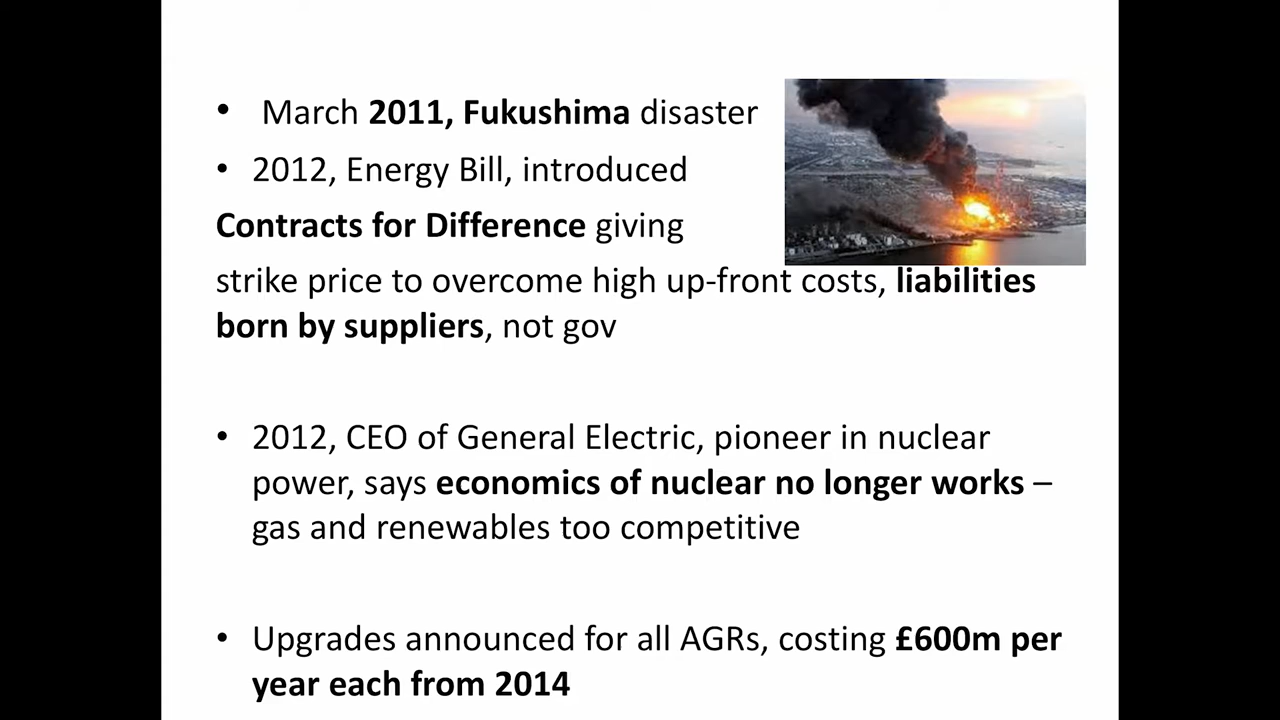 • March 2011, Fukushima disaster
• 2012, Energy Bill, introduced
Contracts for Difference giving
strike price to overcome high up-front costs, liabilities
born by suppliers, not gov
• 2012, CEO of General Electric, pioneer in nuclear
power, says economics of nuclear no longer works –
gas and renewables too competitive
• Upgrades announced for all AGRs, costing £600m per
year each from 2014